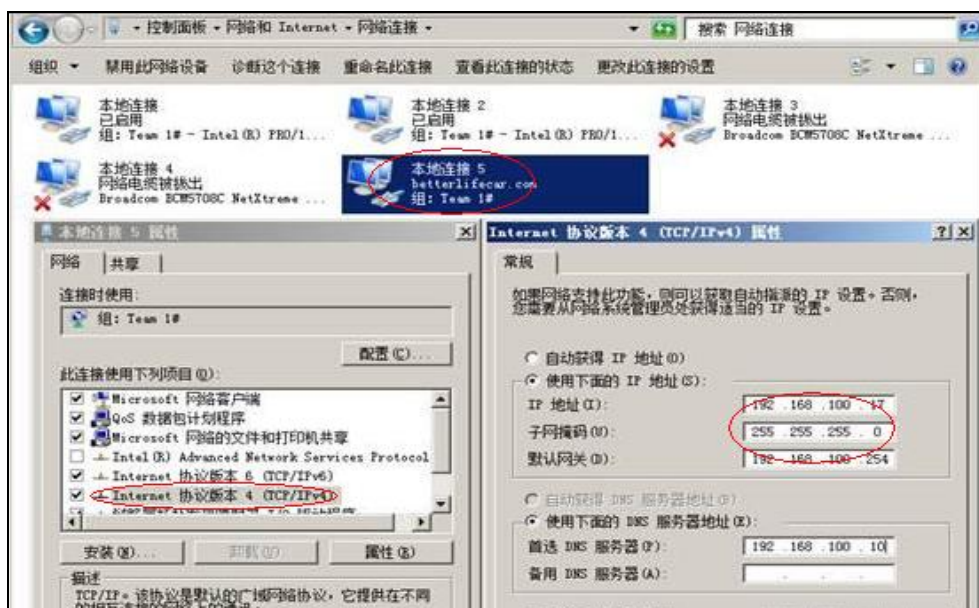 控制面板 - 网络和 Internet - 网络连接
搜索 网络连接
组织
禁用此网络设备 诊断这个连接 重命名此连接 查看此连接的状态 更改此连接的设置
本地连接
已启用
组: Team 1# - Intel(R) PRO/1...
本地连接 2
已启用
组: Team 1# - Intel(R) PRO/1...
本地连接 3
网络电缆被拔出
Broadcom BCM5708C NetXtreme ...
本地连接 4
网络电缆被拔出
Broadcom BCM5708C NetXtreme ...
本地连接 5
betterlifecar.com
组: Team 1#
本地连接 5 属性
网络 共享
连接时使用:
组: Team 1#
配置(C)...
此连接使用下列项目(O):
Microsoft 网络客户端
QoS 数据包计划程序
Microsoft 网络的文件和打印机共享
Intel(R) Advanced Network Services Protocol
Internet 协议版本 6 (TCP/IPv6)
Internet 协议版本 4 (TCP/IPv4)
安装(N)... 卸载(U) 属性(R)
描述
TCP/IP。该协议是默认的广域网络协议，它提供在不同
的相互连接的网络上的通讯。
Internet 协议版本 4 (TCP/IPv4) 属性
常规
如果网络支持此功能，则可以获取自动指派的 IP 设置。否则，
您需要从网络系统管理员处获得适当的 IP 设置。
自动获得 IP 地址(O)
使用下面的 IP 地址(S):
IP 地址(I): 192 .168 .100 .17
子网掩码(U): 255 .255 .255 . 0
默认网关(D): 192 .168 .100 .254
自动获得 DNS 服务器地址(B)
使用下面的 DNS 服务器地址(E):
首选 DNS 服务器(P): 192 .168 .100 . 10
备用 DNS 服务器(A): . . .